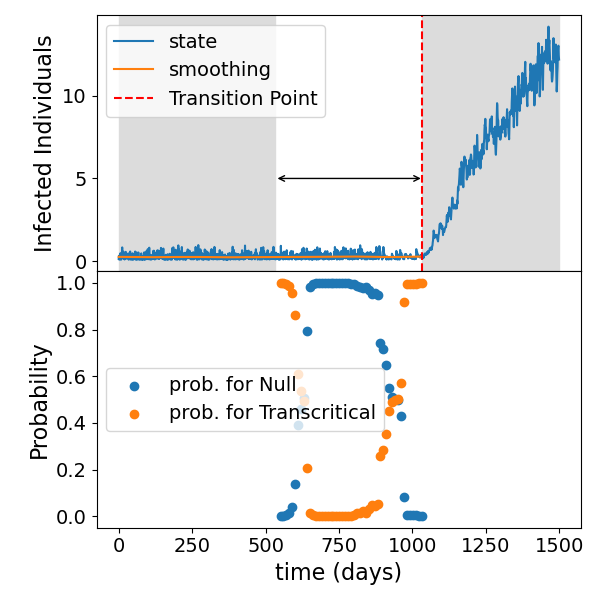 Infected Individuals
10
5
0
state
smoothing
Transition Point
Probability
1.0
0.8
0.6
0.4
0.2
0.0
prob. for Null
prob. for Transcritical
0 250 500 750 1000 1250 1500
time (days)